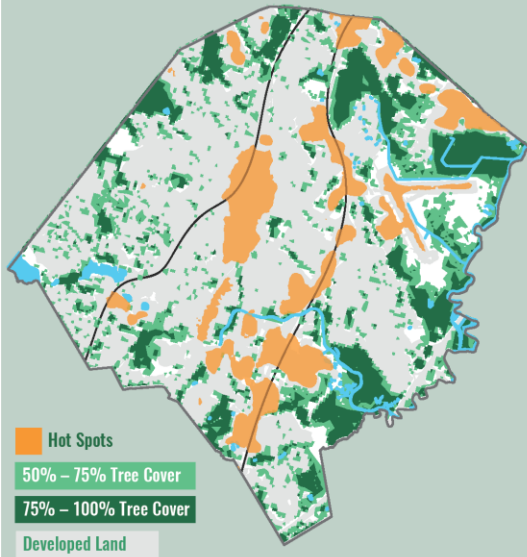 Hot Spots
50% – 75% Tree Cover
75% – 100% Tree Cover
Developed Land